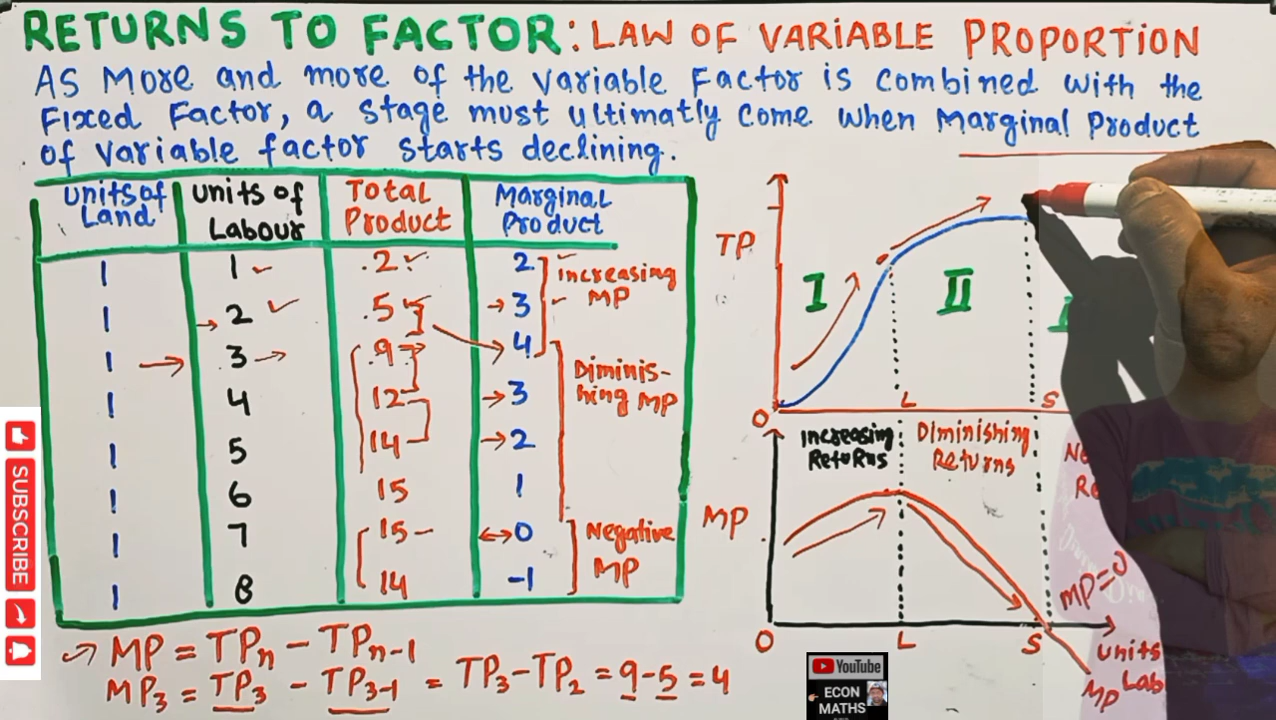 RETURNS TO FACTOR: LAW OF VARIABLE PROPORTION
AS More and more of the variable Factor is combined with the
Fixed Factor, a stage must ultimatly come when Marginal Product
of variable factor starts declining.
units of Land | units of Labour | Total Product | Marginal Product
1 | 1 | 2 | 2
1 | 2 | 5 | 3
1 | 3 | 9 | 4
1 | 4 | 12 | 3
1 | 5 | 14 | 2
1 | 6 | 15 | 1
1 | 7 | 15 | 0
1 | 8 | 14 | -1
increasing
MP
Diminis-
hing MP
Negative
MP
MP = TPn - TPn-1
MP3 = TP3 - TP3-1 = TP3-TP2 = 9-5 = 4
TP
I
II
O
L
S
Increasing
Returns
Diminishing
Returns
MP
MP=0
O
L
S
units
Lab
MP
SUBSCRIBE
YouTube
ECON
MATHS